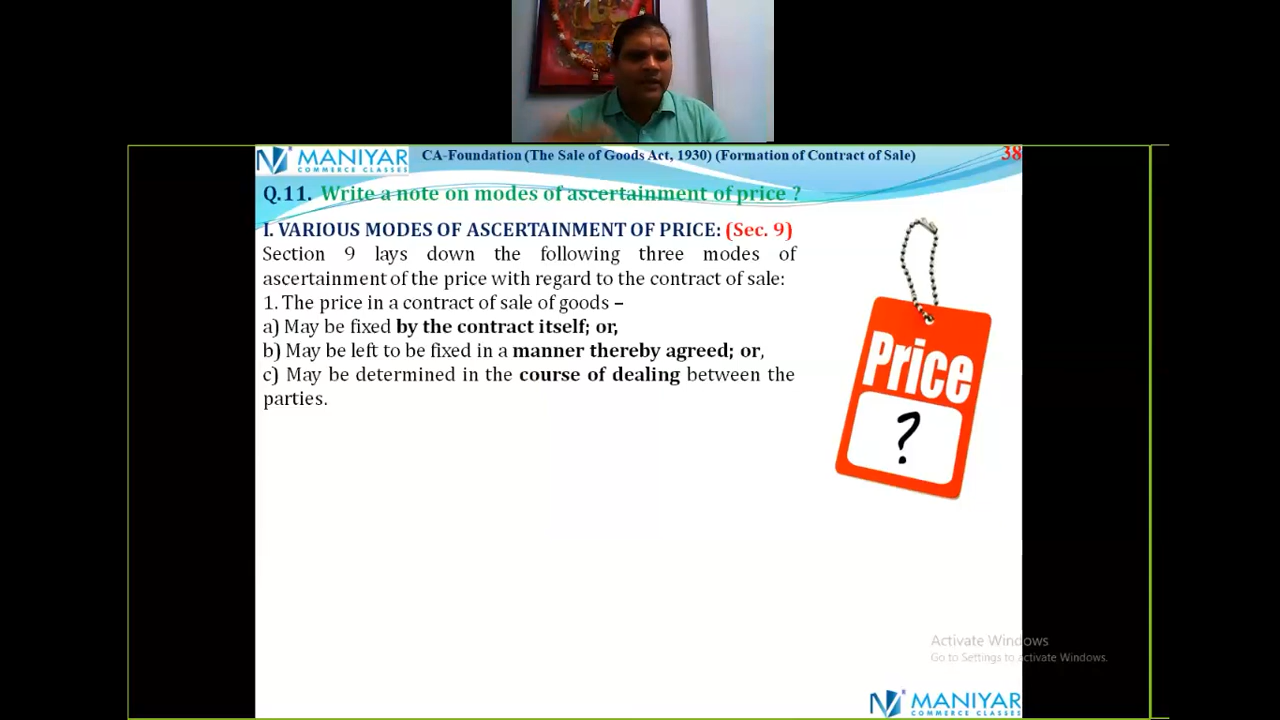 MANIYAR
COMMERCE CLASSES
CA-Foundation (The Sale of Goods Act, 1930) (Formation of Contract of Sale)
38
Q.11. Write a note on modes of ascertainment of price ?
I. VARIOUS MODES OF ASCERTAINMENT OF PRICE: (Sec. 9)
Section 9 lays down the following three modes of
ascertainment of the price with regard to the contract of sale:
1. The price in a contract of sale of goods –
a) May be fixed by the contract itself; or,
b) May be left to be fixed in a manner thereby agreed; or,
c) May be determined in the course of dealing between the
parties.
Price
?
Activate Windows
Go to Settings to activate Windows.
MANIYAR
COMMERCE CLASSES